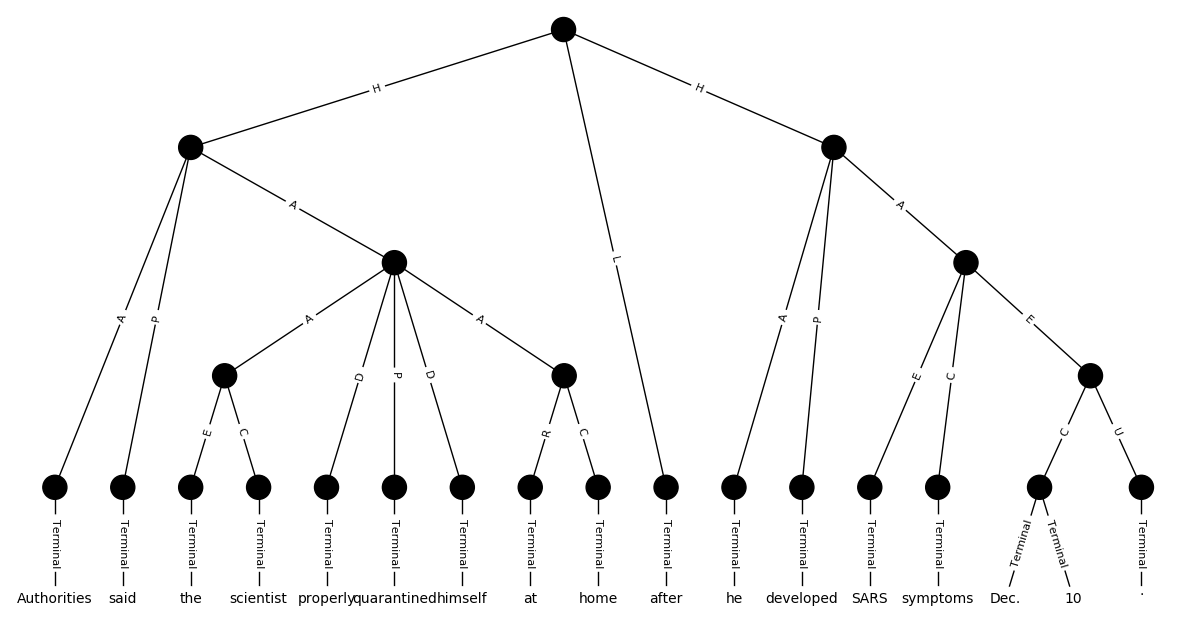 H H
A A
L
A P A P
A D P D A E C E
E C R C C U
Terminal Terminal Terminal Terminal Terminal Terminal Terminal Terminal Terminal Terminal Terminal Terminal Terminal Terminal Terminal Terminal Terminal
Authorities said the scientist properly quarantined himself at home after he developed SARS symptoms Dec. 10 .